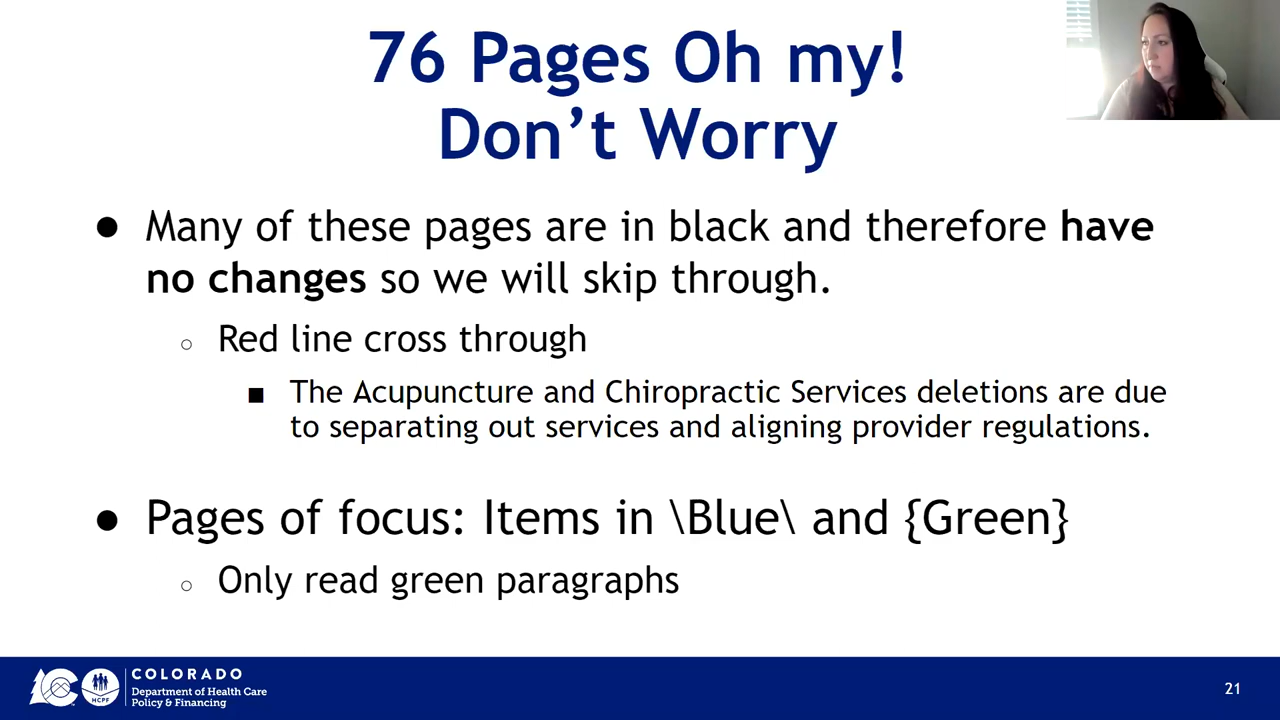 76 Pages Oh my!
Don’t Worry
● Many of these pages are in black and therefore have
no changes so we will skip through.
○ Red line cross through
■ The Acupuncture and Chiropractic Services deletions are due
to separating out services and aligning provider regulations.
● Pages of focus: Items in \Blue\ and {Green}
○ Only read green paragraphs
HCPF
COLORADO
Department of Health Care
Policy & Financing
21